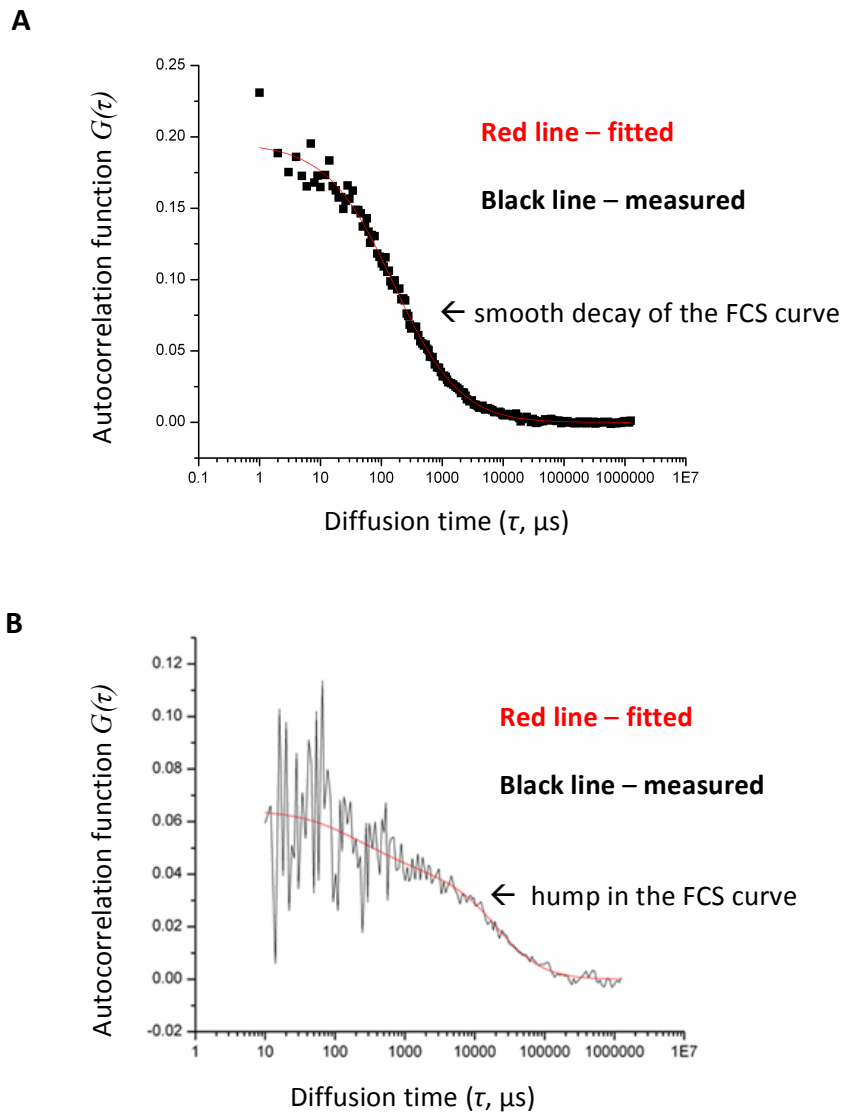 A
Autocorrelation function G(τ)
0.25
0.20
0.15
0.10
0.05
0.00
Red line – fitted
Black line – measured
← smooth decay of the FCS curve
0.1 1 10 100 1000 10000 100000 1000000 1E7
Diffusion time (τ, µs)
B
Autocorrelation function G(τ)
0.12
0.10
0.08
0.06
0.04
0.02
0.00
-0.02
Red line – fitted
Black line – measured
← hump in the FCS curve
1 10 100 1000 10000 100000 1000000 1E7
Diffusion time (τ, µs)